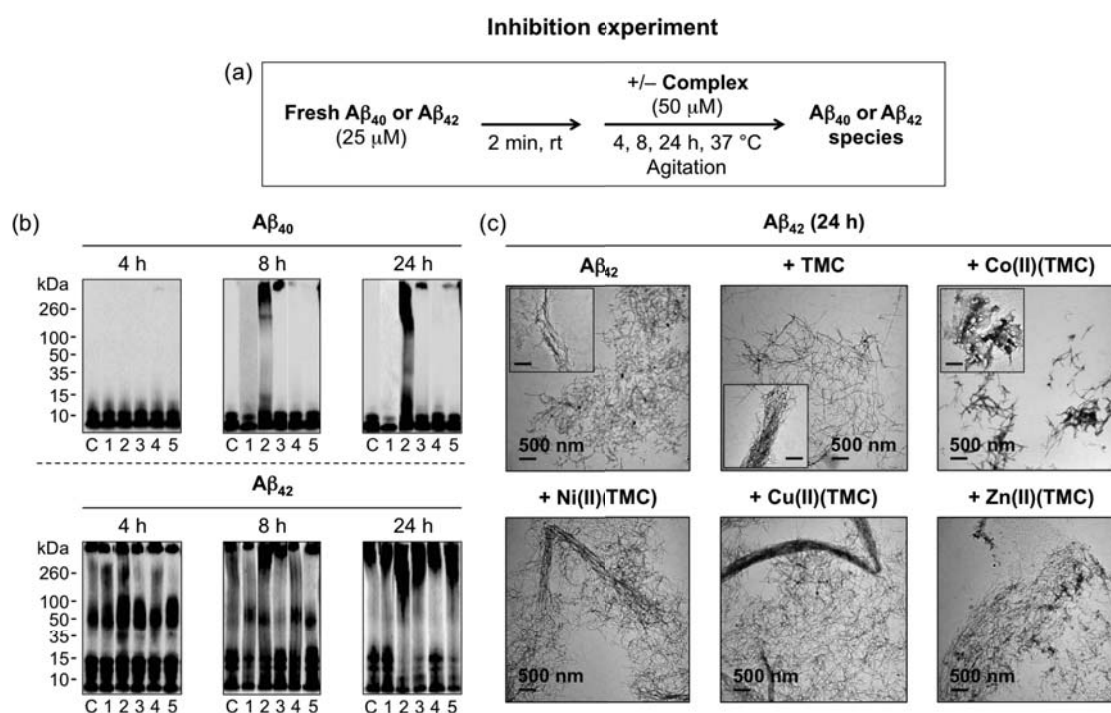 Inhibition experiment
(a)
Fresh Aβ40 or Aβ42
(25 μM)
2 min, rt
+/– Complex
(50 μM)
4, 8, 24 h, 37 °C
Agitation
Aβ40 or Aβ42
species
(b)
Aβ40
4 h 8 h 24 h
kDa
260
100
50
35
15
10
C 1 2 3 4 5 C 1 2 3 4 5 C 1 2 3 4 5
Aβ42
4 h 8 h 24 h
kDa
260
100
50
35
15
10
C 1 2 3 4 5 C 1 2 3 4 5 C 1 2 3 4 5
(c)
Aβ42 (24 h)
Aβ42 + TMC + Co(II)(TMC)
500 nm 500 nm 500 nm
+ Ni(II)(TMC) + Cu(II)(TMC) + Zn(II)(TMC)
500 nm 500 nm 500 nm